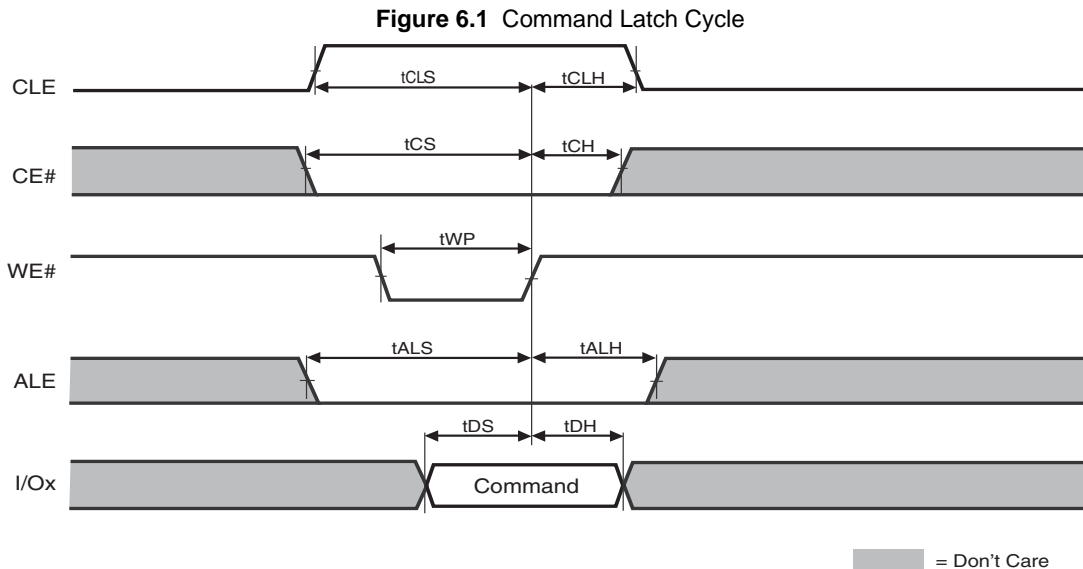 Figure 6.1 Command Latch Cycle
CLE
tCLS
tCLH
CE#
tCS
tCH
WE#
tWP
ALE
tALS
tALH
I/Ox
tDS
tDH
Command
= Don't Care